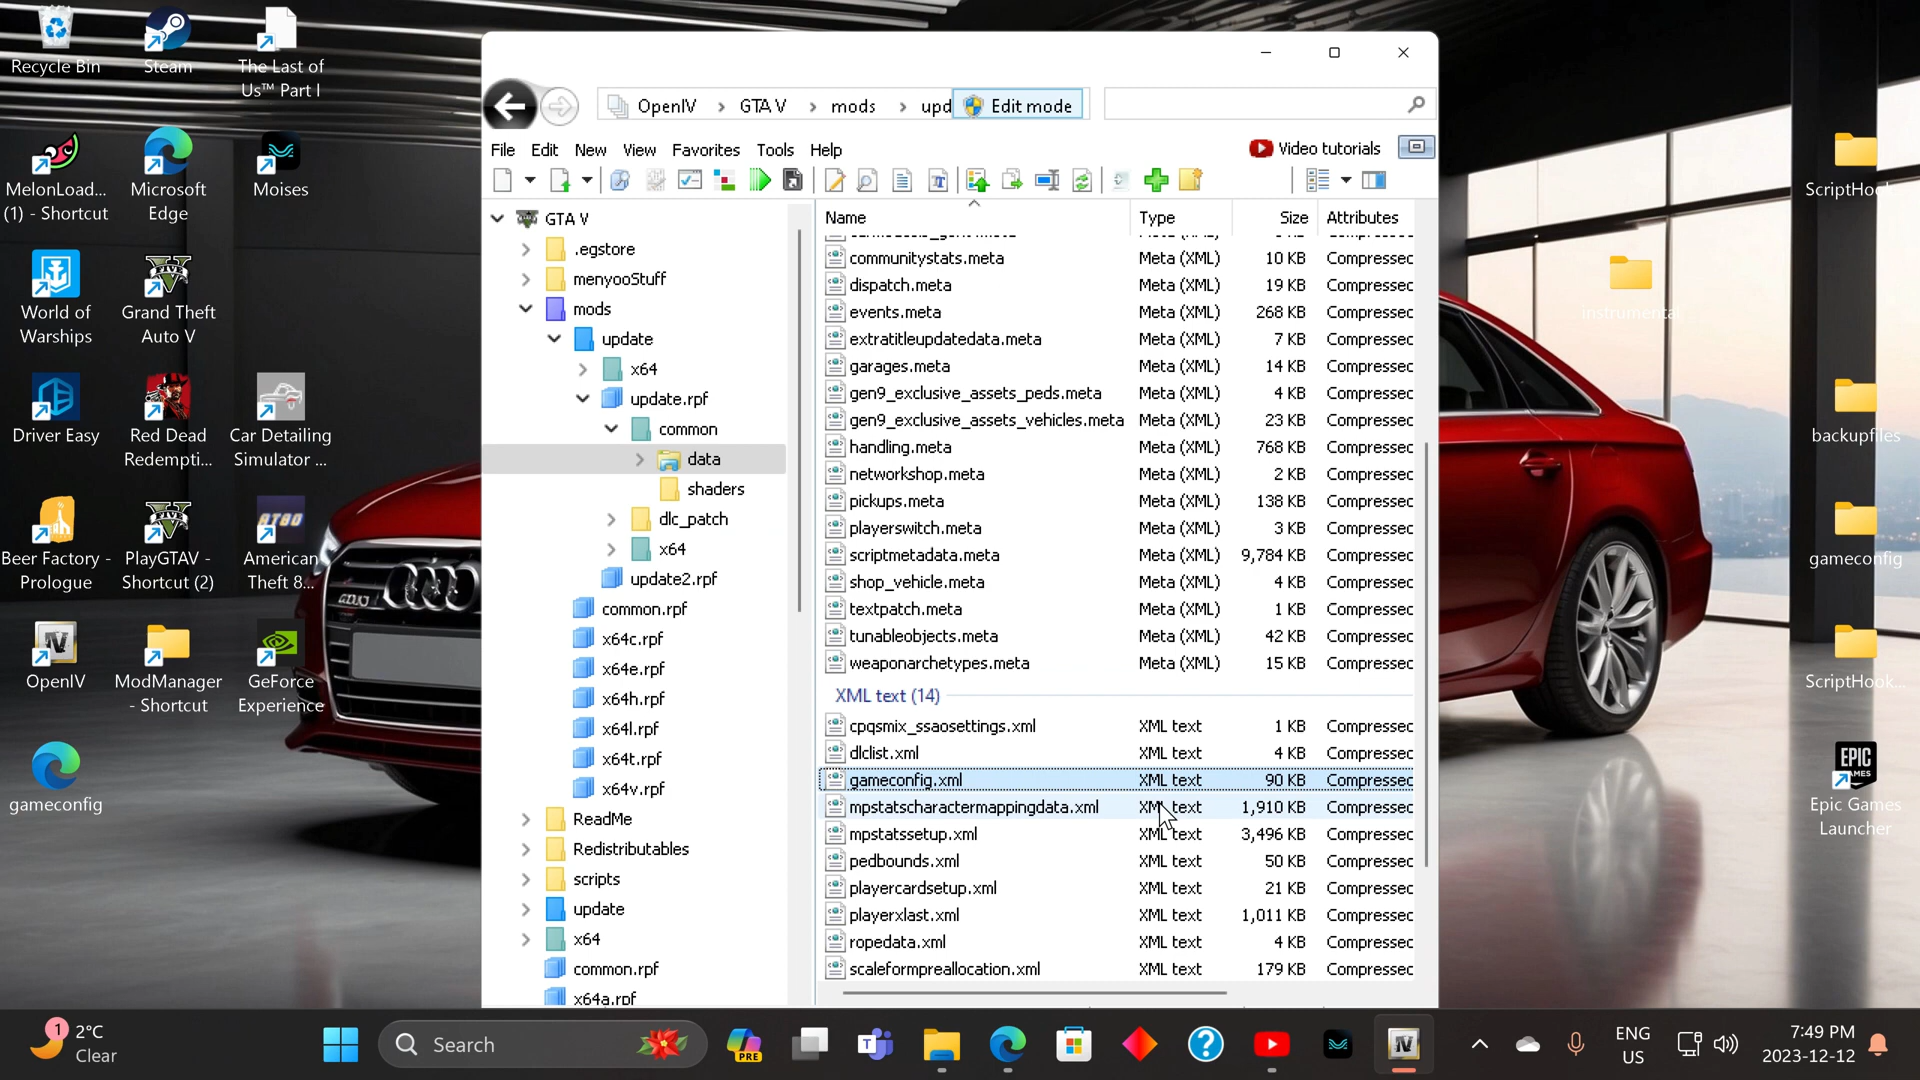 Recycle Bin
Steam
The Last of
Us™ Part I
MelonLoad...
(1) - Shortcut
Microsoft
Edge
Moises
World of
Warships
Grand Theft
Auto V
Driver Easy
Red Dead
Redempti...
Car Detailing
Simulator ...
Beer Factory -
Prologue
PlayGTAV -
Shortcut (2)
American
Theft 8...
OpenIV
ModManager
- Shortcut
GeForce
Experience
gameconfig
OpenIV
GTA V
mods
upd
Edit mode
File Edit New View Favorites Tools Help
Video tutorials
GTA V
.egstore
menyooStuff
mods
update
x64
update.rpf
common
data
shaders
dlc_patch
x64
update2.rpf
common.rpf
x64c.rpf
x64e.rpf
x64h.rpf
x64l.rpf
x64t.rpf
x64v.rpf
ReadMe
Redistributables
scripts
update
x64
common.rpf
x64a.rpf
Name Type Size Attributes
communitystats.meta Meta (XML) 10 KB Compressec
dispatch.meta Meta (XML) 19 KB Compressec
events.meta Meta (XML) 268 KB Compressec
extratitleupdatedata.meta Meta (XML) 7 KB Compressec
garages.meta Meta (XML) 14 KB Compressec
gen9_exclusive_assets_peds.meta Meta (XML) 4 KB Compressec
gen9_exclusive_assets_vehicles.meta Meta (XML) 23 KB Compressec
handling.meta Meta (XML) 768 KB Compressec
networkshop.meta Meta (XML) 2 KB Compressec
pickups.meta Meta (XML) 138 KB Compressec
playerswitch.meta Meta (XML) 3 KB Compressec
scriptmetadata.meta Meta (XML) 9,784 KB Compressec
shop_vehicle.meta Meta (XML) 4 KB Compressec
textpatch.meta Meta (XML) 1 KB Compressec
tunableobjects.meta Meta (XML) 42 KB Compressec
weaponarchetypes.meta Meta (XML) 15 KB Compressec
XML text (14)
cpqsmix_ssaosettings.xml XML text 1 KB Compressec
dlclist.xml XML text 4 KB Compressec
gameconfig.xml XML text 90 KB Compressec
mpstatscharactermappingdata.xml XML text 1,910 KB Compressec
mpstatssetup.xml XML text 3,496 KB Compressec
pedbounds.xml XML text 50 KB Compressec
playercardsetup.xml XML text 21 KB Compressec
playerxlast.xml XML text 1,011 KB Compressec
ropedata.xml XML text 4 KB Compressec
scaleformpreallocation.xml XML text 179 KB Compressec
ScriptHoo
instrumental
backupfiles
gameconfig
ScriptHook...
EPIC
GAMES
Epic Games
Launcher
1
2°C
Clear
Search
PRE
ENG
US
7:49 PM
2023-12-12